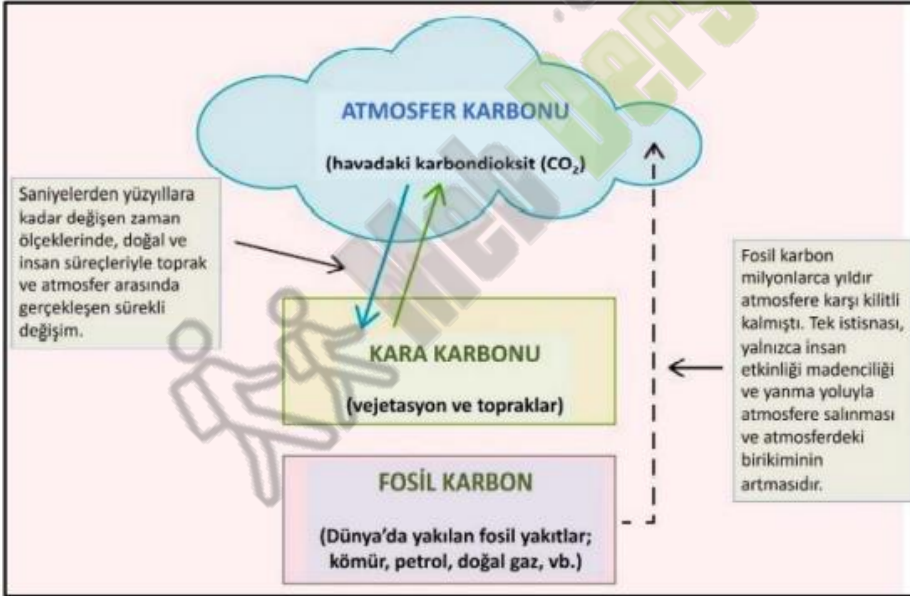 ATMOSFER KARBONU
(havadaki karbondioksit (CO₂)
Saniyelerden yüzyıllara
kadar değişen zaman
ölçeklerinde, doğal ve
insan süreçleriyle toprak
ve atmosfer arasında
gerçekleşen sürekli
değişim.
Fosil karbon
milyonlarca yıldır
atmosfere karşı kilitli
kalmıştı. Tek istisnası,
yalnızca insan
etkinliği madenciliği
ve yanma yoluyla
atmosfere salınması
ve atmosferdeki
birikiminin
artmasıdır.
KARA KARBONU
(vejetasyon ve topraklar)
FOSİL KARBON
(Dünya'da yakılan fosil yakıtlar;
kömür, petrol, doğal gaz, vb.)
Web Ders